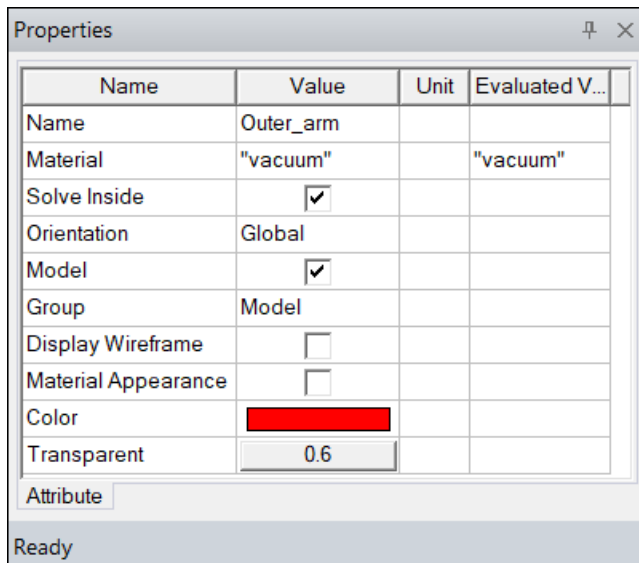 Properties
Name Value Unit Evaluated V...
Name Outer_arm
Material "vacuum" "vacuum"
Solve Inside
Orientation Global
Model
Group Model
Display Wireframe
Material Appearance
Color
Transparent 0.6
Attribute
Ready